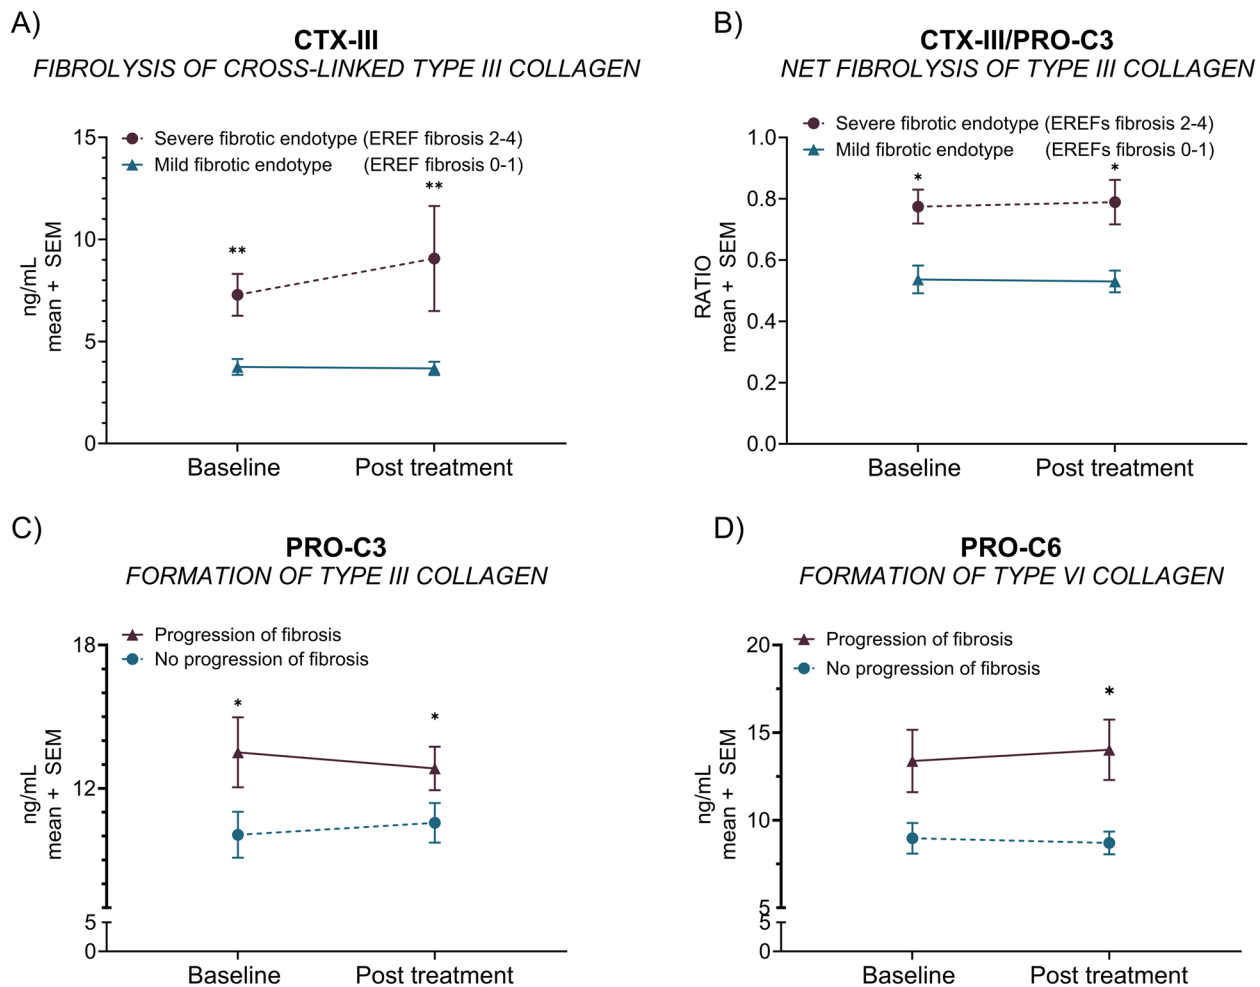 A)
CTX-III
FIBROLYSIS OF CROSS-LINKED TYPE III COLLAGEN
15
10
5
0
ng/mL
mean + SEM
Severe fibrotic endotype (EREF fibrosis 2-4)
Mild fibrotic endotype (EREF fibrosis 0-1)
**
**
Baseline
Post treatment
B)
CTX-III/PRO-C3
NET FIBROLYSIS OF TYPE III COLLAGEN
1.0
0.8
0.6
0.4
0.2
0.0
RATIO
mean + SEM
Severe fibrotic endotype (EREFs fibrosis 2-4)
Mild fibrotic endotype (EREFs fibrosis 0-1)
*
*
Baseline
Post treatment
C)
PRO-C3
FORMATION OF TYPE III COLLAGEN
18
12
5
0
ng/mL
mean + SEM
Progression of fibrosis
No progression of fibrosis
*
*
Baseline
Post treatment
D)
PRO-C6
FORMATION OF TYPE VI COLLAGEN
20
15
10
5
5
0
ng/mL
mean + SEM
Progression of fibrosis
No progression of fibrosis
*
Baseline
Post treatment